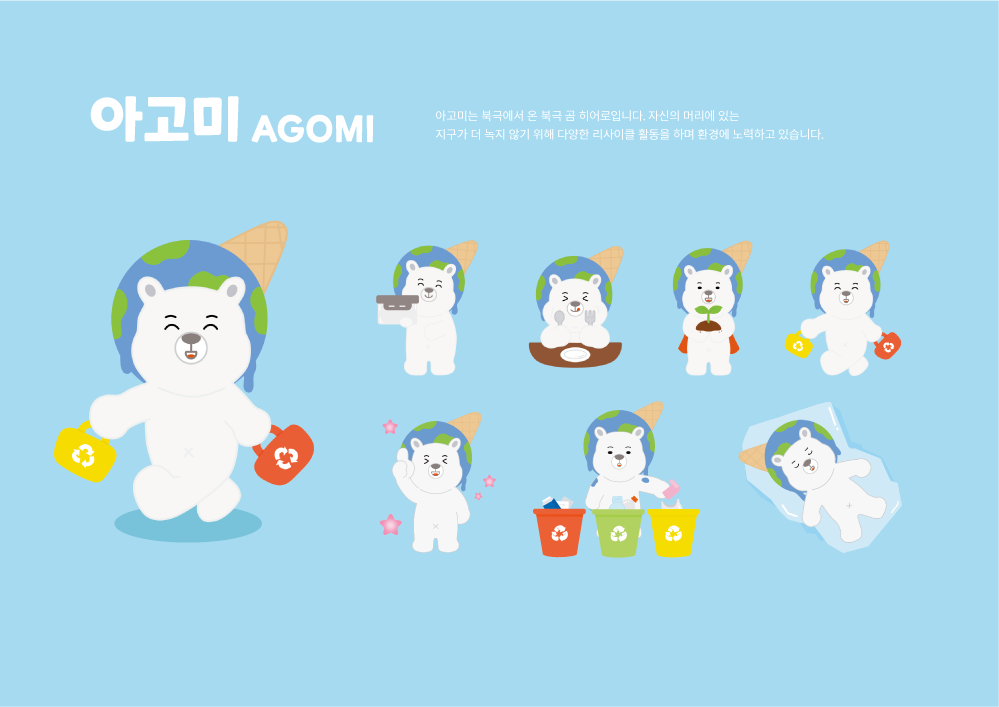 아고미 AGOMI
아고미는 북극에서 온 북극 곰 히어로입니다. 자신의 머리에 있는
지구가 더 녹지 않기 위해 다양한 리사이클 활동을 하며 환경에 노력하고 있습니다.